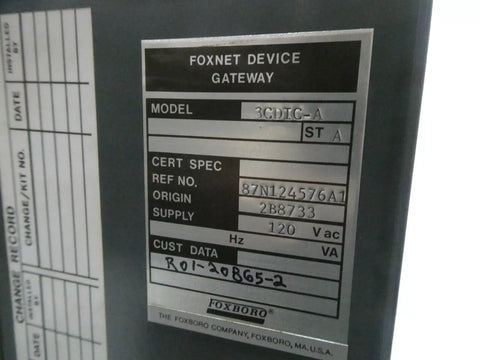 FOXNET DEVICE
GATEWAY
MODEL 3CDIG-A
ST A
CERT SPEC
REF NO. 87N124576A1
ORIGIN 2B8733
SUPPLY 120 Vac
Hz VA
CUST DATA
R01-20865-2
FOXBORO®
THE FOXBORO COMPANY, FOXBORO, MA. U.S.A.
CHANGE RECORD
CHANGE/KIT NO.
DATE
INSTALLED
BY
DATE
INSTALLED
BY